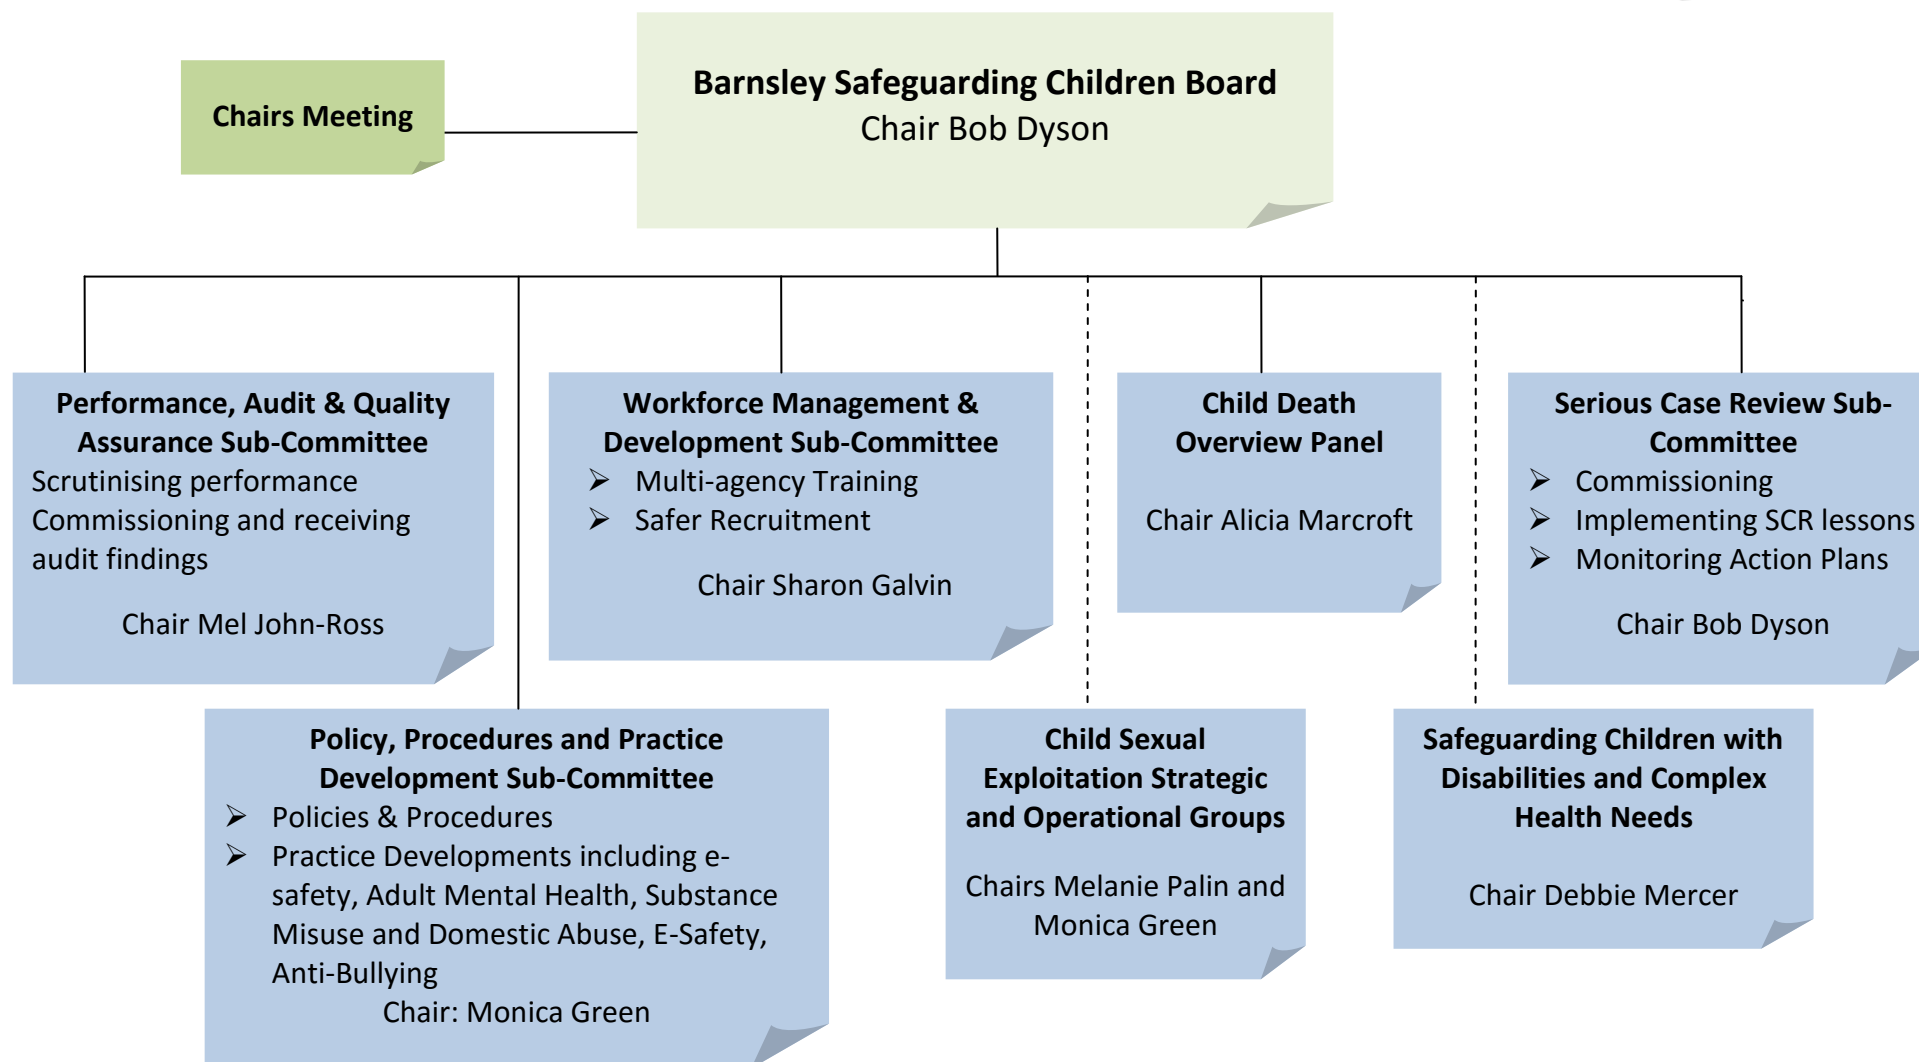 Barnsley Safeguarding Children Board
Chair Bob Dyson
Chairs Meeting
Performance, Audit & Quality
Assurance Sub-Committee
Scrutinising performance
Commissioning and receiving
audit findings
Chair Mel John-Ross
Workforce Management &
Development Sub-Committee
➢ Multi-agency Training
➢ Safer Recruitment
Chair Sharon Galvin
Child Death
Overview Panel
Chair Alicia Marcroft
Serious Case Review Sub-
Committee
➢ Commissioning
➢ Implementing SCR lessons
➢ Monitoring Action Plans
Chair Bob Dyson
Policy, Procedures and Practice
Development Sub-Committee
➢ Policies & Procedures
➢ Practice Developments including e-
safety, Adult Mental Health, Substance
Misuse and Domestic Abuse, E-Safety,
Anti-Bullying
Chair: Monica Green
Child Sexual
Exploitation Strategic
and Operational Groups
Chairs Melanie Palin and
Monica Green
Safeguarding Children with
Disabilities and Complex
Health Needs
Chair Debbie Mercer